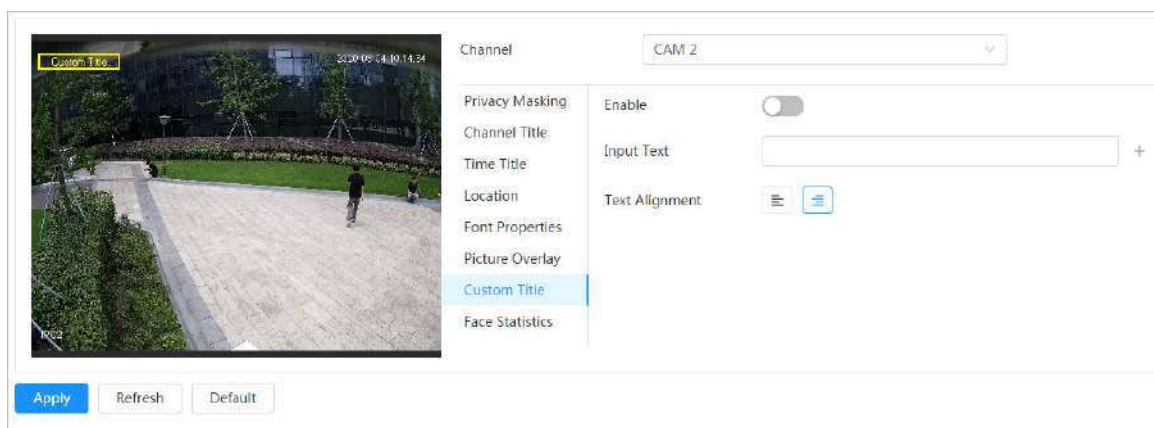 Channel
CAM 2
Custom Title
Privacy Masking
Enable
Channel Title
Input Text
+
Time Title
Location
Text Alignment
Font Properties
Picture Overlay
Custom Title
Face Statistics
Apply
Refresh
Default